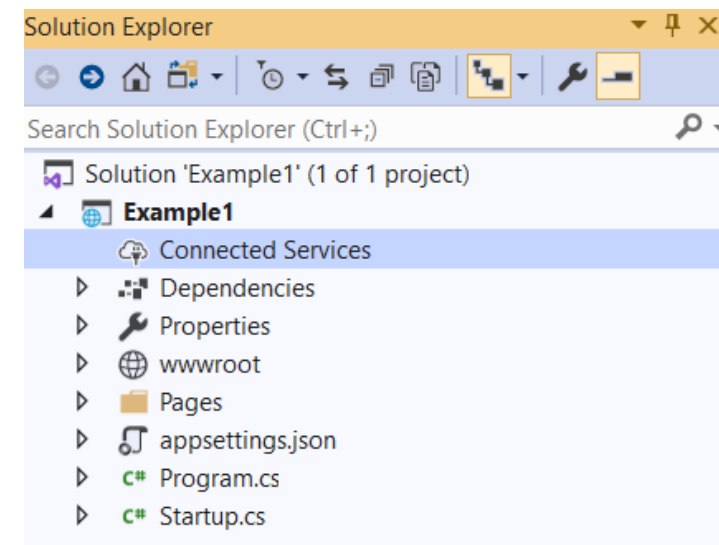 Solution Explorer
Search Solution Explorer (Ctrl+;)
Solution 'Example1' (1 of 1 project)
Example1
Connected Services
Dependencies
Properties
wwwroot
Pages
appsettings.json
C# Program.cs
C# Startup.cs